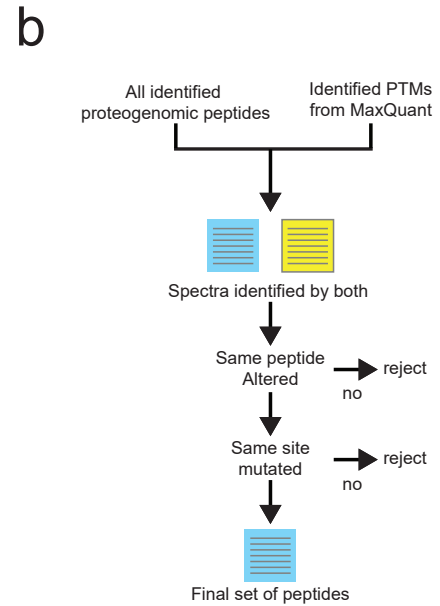 b
All identified
proteogenomic peptides
Identified PTMs
from MaxQuant
Spectra identified by both
Same peptide
Altered
reject
no
Same site
mutated
reject
no
Final set of peptides